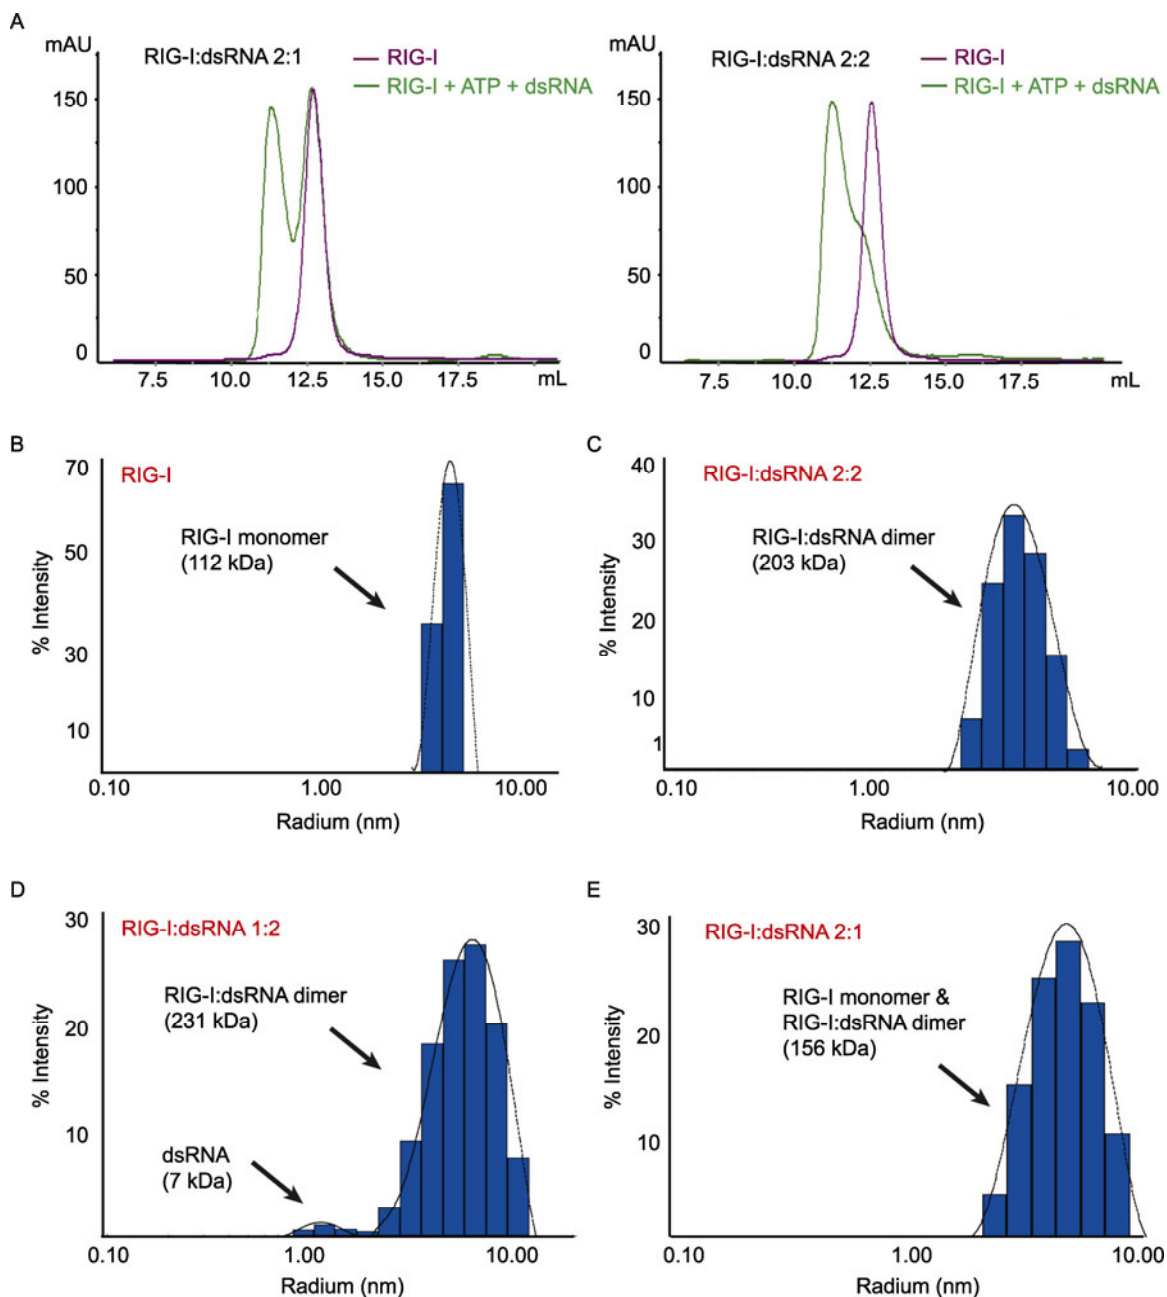 A
mAU
RIG-I:dsRNA 2:1
RIG-I
RIG-I + ATP + dsRNA
150
100
50
0
7.5 10.0 12.5 15.0 17.5 mL
mAU
RIG-I:dsRNA 2:2
RIG-I
RIG-I + ATP + dsRNA
150
100
50
0
7.5 10.0 12.5 15.0 17.5 mL
B
RIG-I
RIG-I monomer
(112 kDa)
% Intensity
70
50
30
10
0.10 1.00 10.00
Radium (nm)
C
RIG-I:dsRNA 2:2
RIG-I:dsRNA dimer
(203 kDa)
% Intensity
40
30
20
10
1
0.10 1.00 10.00
Radium (nm)
D
RIG-I:dsRNA 1:2
RIG-I:dsRNA dimer
(231 kDa)
dsRNA
(7 kDa)
% Intensity
30
20
10
0.10 1.00 10.00
Radium (nm)
E
RIG-I:dsRNA 2:1
RIG-I monomer &
RIG-I:dsRNA dimer
(156 kDa)
% Intensity
30
20
10
0.10 1.00 10.00
Radium (nm)